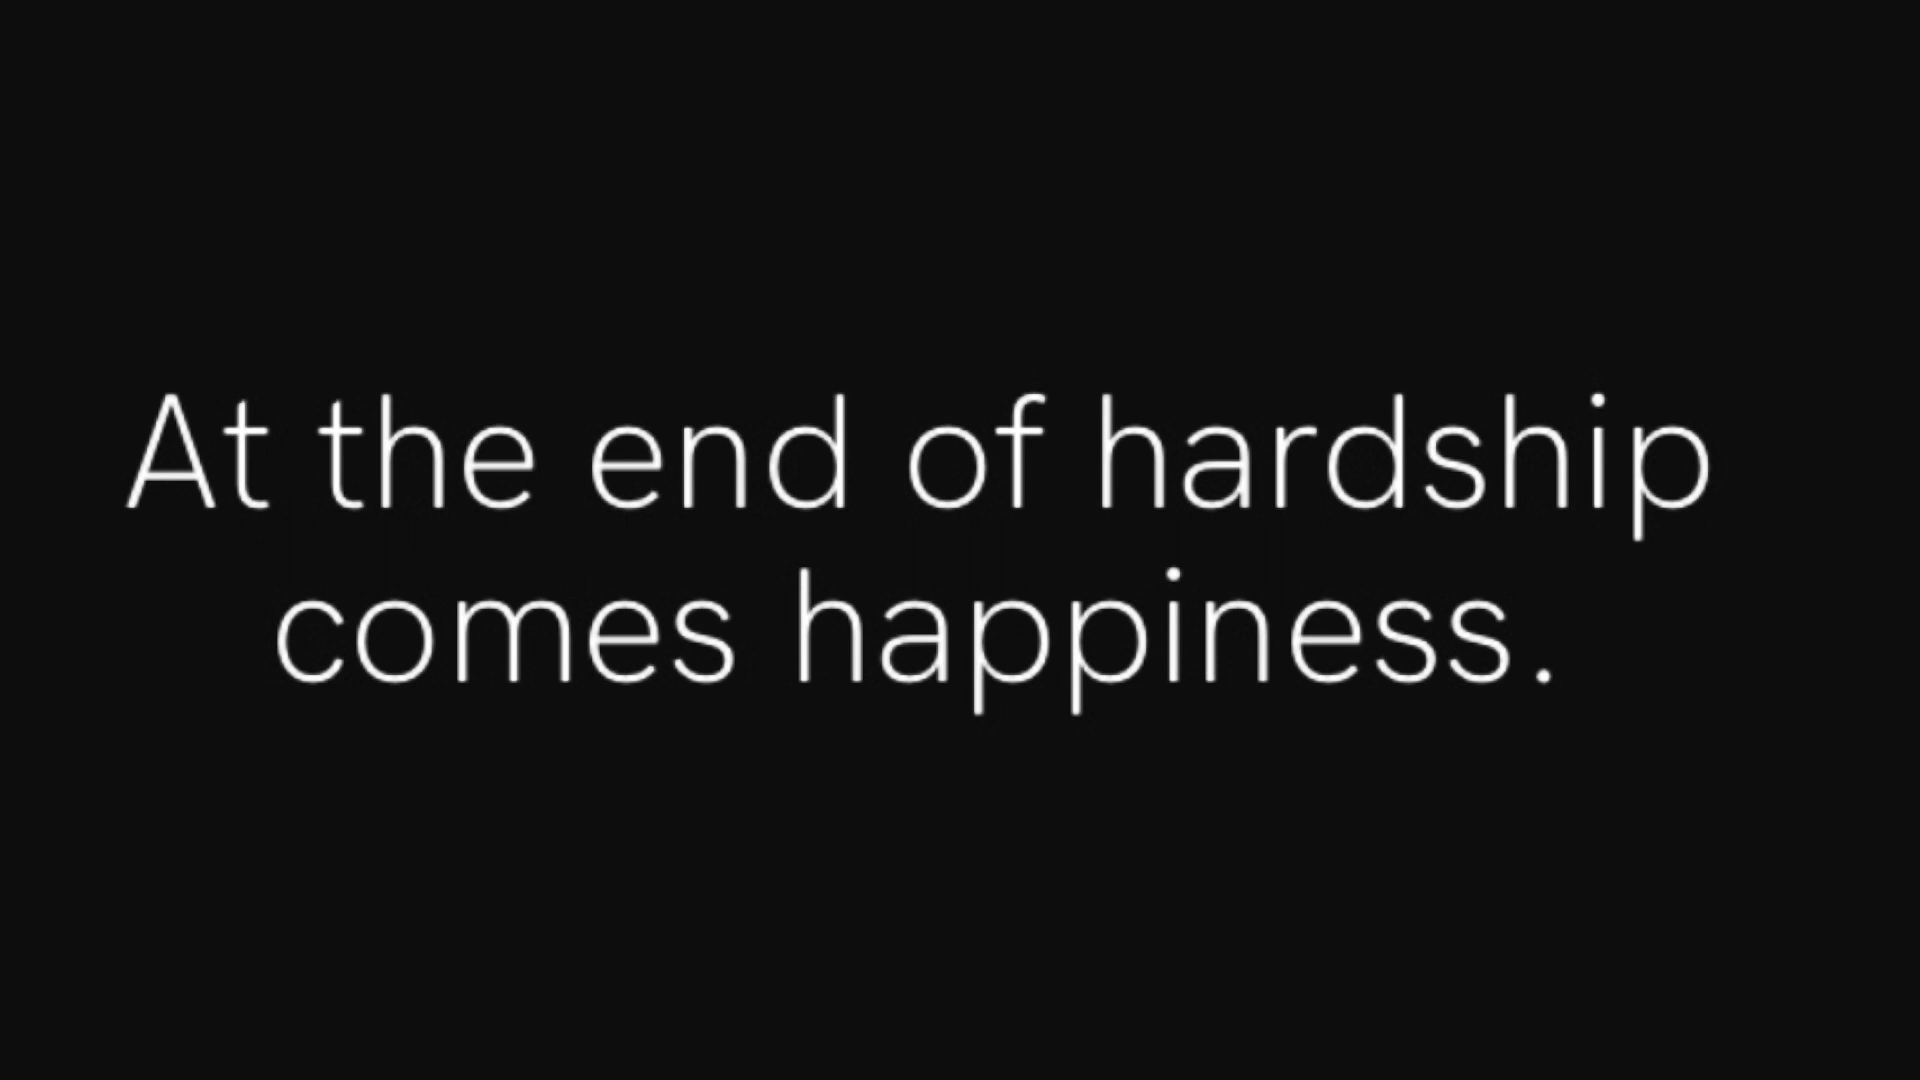 At the end of hardship
comes happiness.